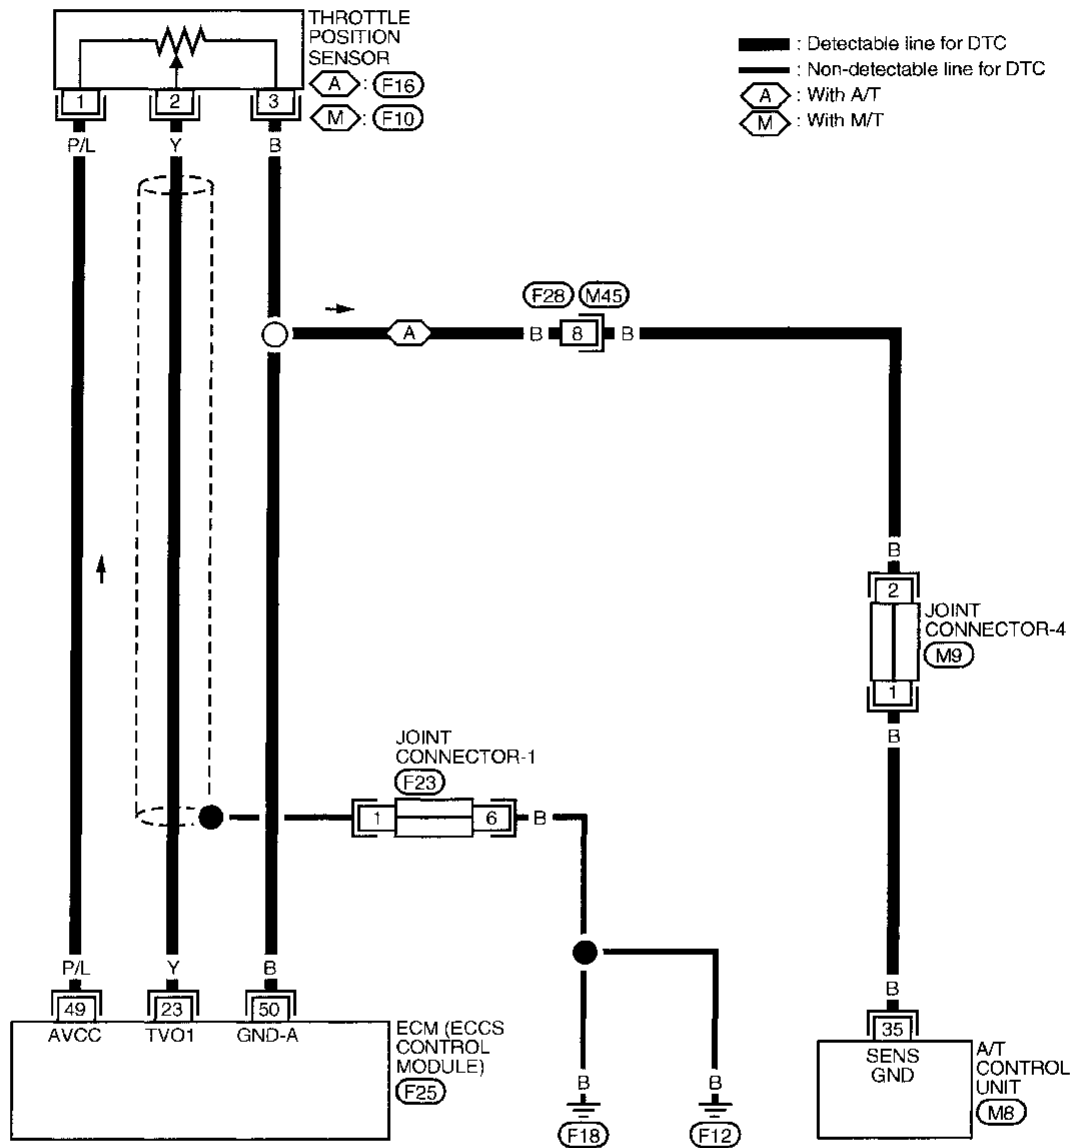 THROTTLE
POSITION
SENSOR
A : F16
M : F10
: Detectable line for DTC
: Non-detectable line for DTC
A : With A/T
M : With M/T
1 2 3
P/L Y B
F28 M45
A B 8 B
B
2
JOINT
CONNECTOR-4
M9
1
B
JOINT
CONNECTOR-1
F23
1 6 B
P/L Y B
49 23 50
AVCC TVO1 GND-A
ECM (ECCS
CONTROL
MODULE)
F25
B B
F18 F12
B
35
SENS
GND
A/T
CONTROL
UNIT
M8